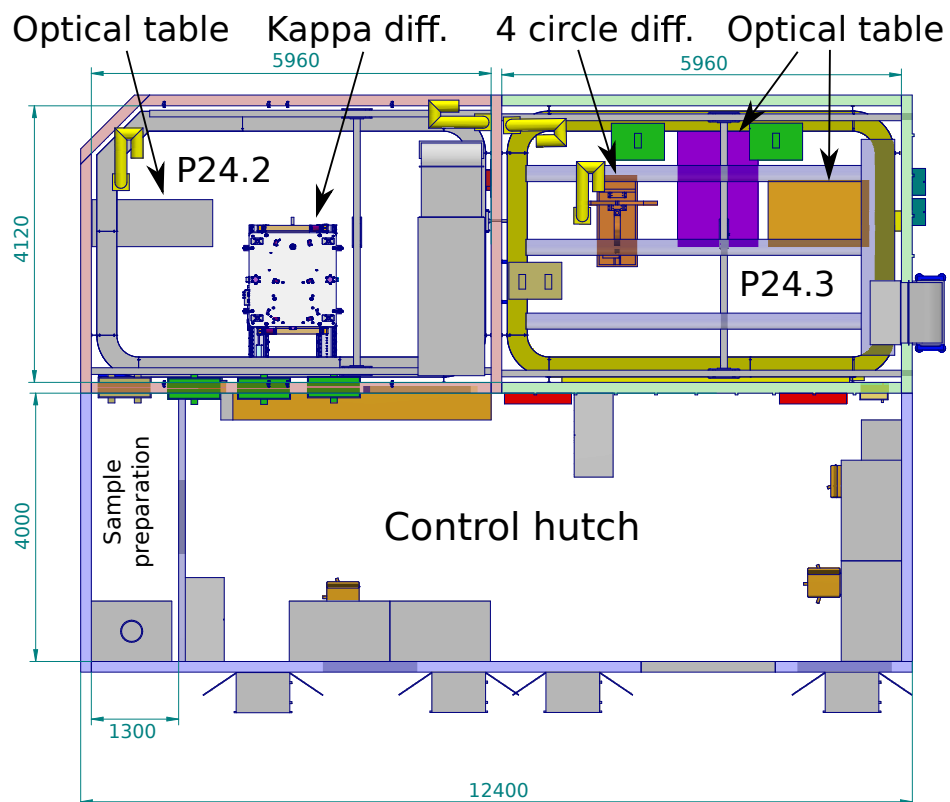 Optical table
Kappa diff.
4 circle diff.
Optical table
5960
5960
P24.2
4120
P24.3
Sample
preparation
Control hutch
4000
1300
12400